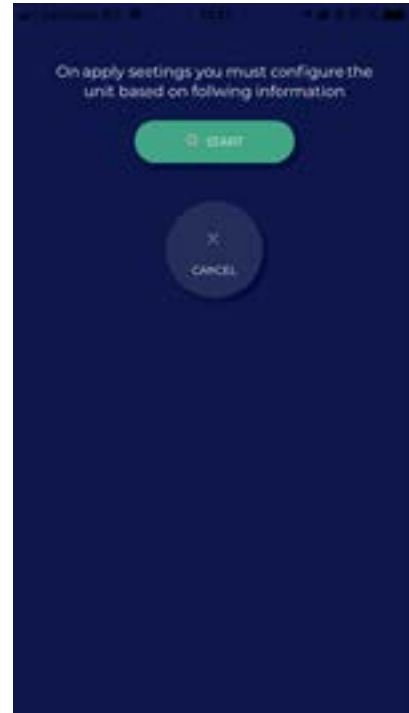 On apply seetings you must configure the
unit based on follwing information
START
CANCEL